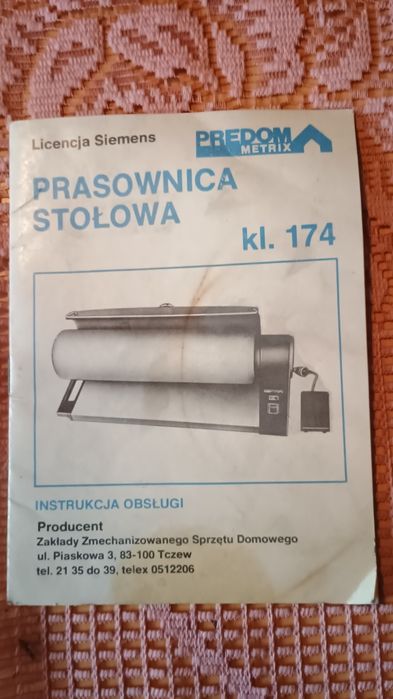 Licencja Siemens
PREDOM
METRIX
PRASOWNICA
STOŁOWA
kl. 174
INSTRUKCJA OBSŁUGI
Producent
Zakłady Zmechanizowanego Sprzętu Domowego
ul. Piaskowa 3, 83-100 Tczew
tel. 21 35 do 39, telex 0512206